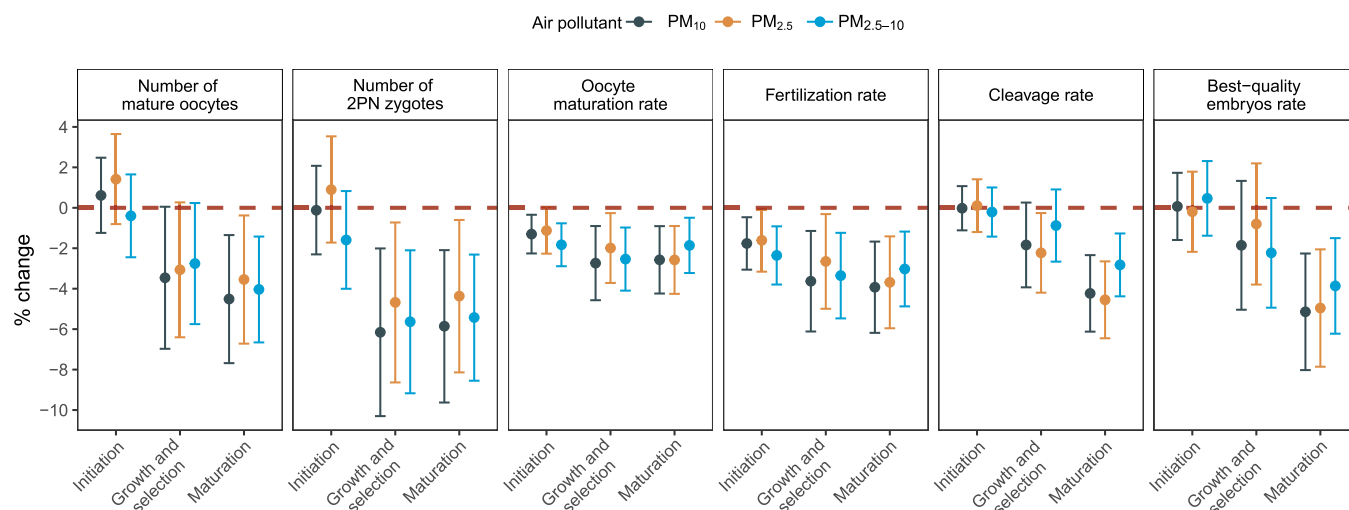 Air pollutant PM10 PM2.5 PM2.5–10
Number of
mature oocytes
Number of
2PN zygotes
Oocyte
maturation rate
Fertilization rate
Cleavage rate
Best−quality
embryos rate
% change
4
2
0
−2
−4
−6
−8
−10
Initiation
Growth and
selection
Maturation
Initiation
Growth and
selection
Maturation
Initiation
Growth and
selection
Maturation
Initiation
Growth and
selection
Maturation
Initiation
Growth and
selection
Maturation
Initiation
Growth and
selection
Maturation